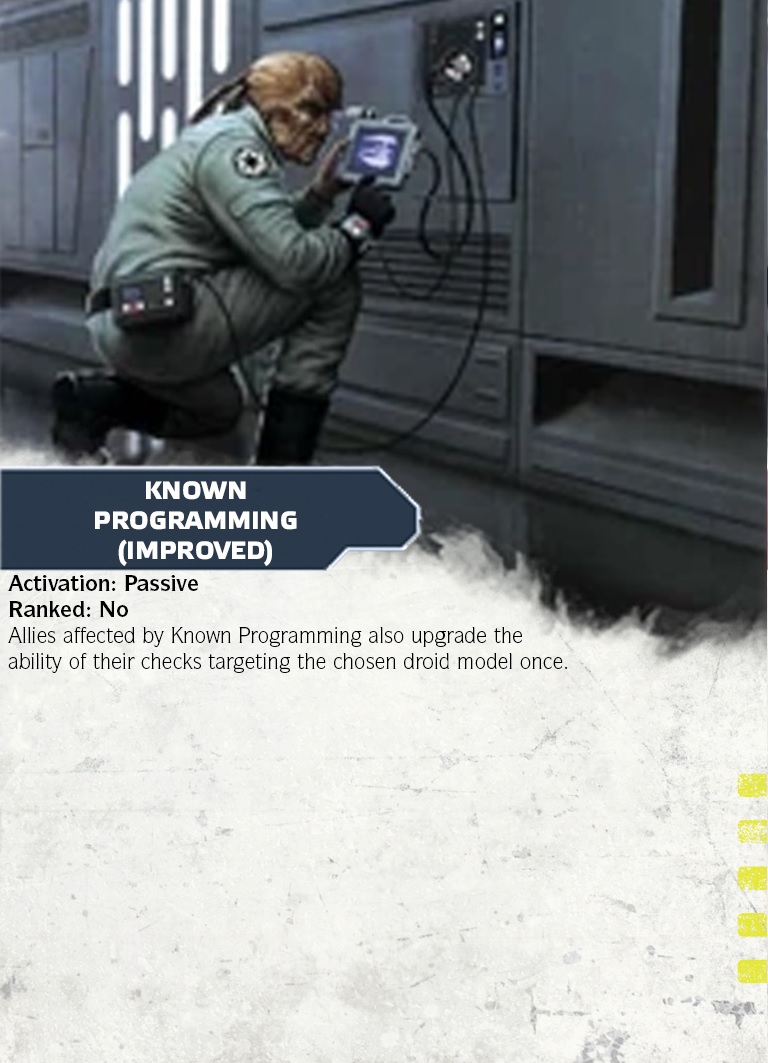 KNOWN
PROGRAMMING
(IMPROVED)
Activation: Passive
Ranked: No
Allies affected by Known Programming also upgrade the
ability of their checks targeting the chosen droid model once.